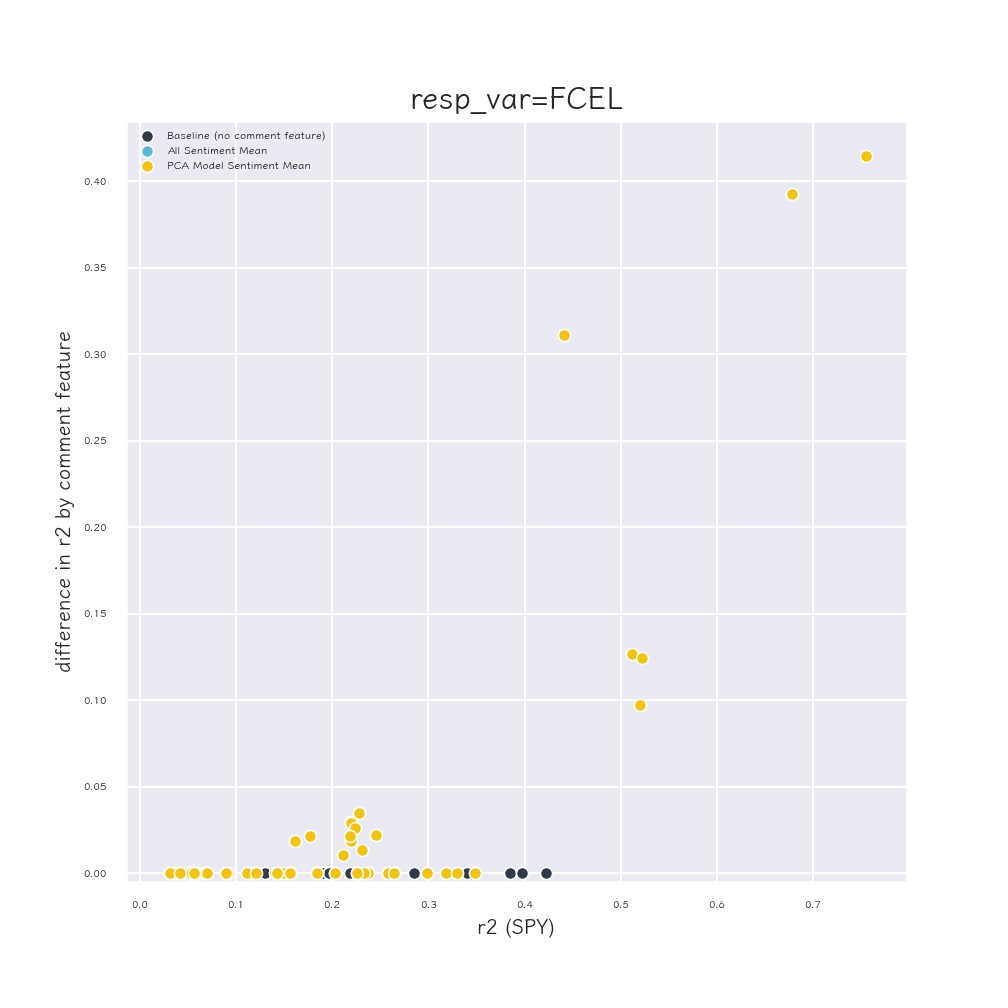 resp_var=FCEL
Baseline (no comment feature)
All Sentiment Mean
PCA Model Sentiment Mean
difference in r2 by comment feature
0.40
0.35
0.30
0.25
0.20
0.15
0.10
0.05
0.00
0.0 0.1 0.2 0.3 0.4 0.5 0.6 0.7
r2 (SPY)